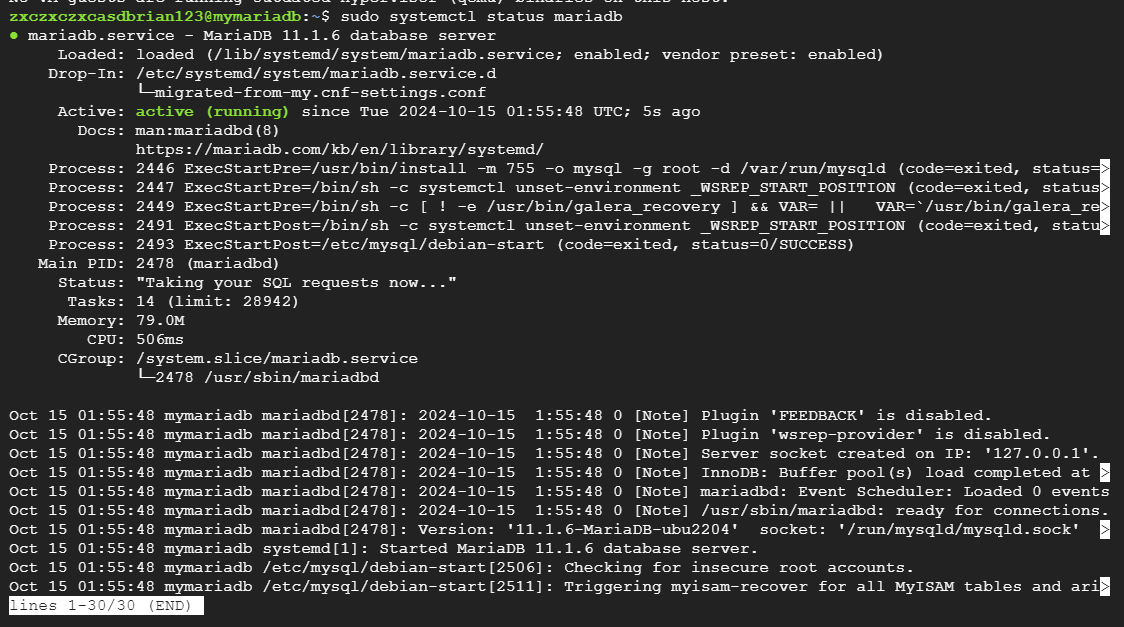 no VM guests are running outdated hypervisor (qemu) binaries on this host.
zxczxczxcasdbrian123@mymariadb:~$ sudo systemctl status mariadb
● mariadb.service - MariaDB 11.1.6 database server
Loaded: loaded (/lib/systemd/system/mariadb.service; enabled; vendor preset: enabled)
Drop-In: /etc/systemd/system/mariadb.service.d
└─migrated-from-my.cnf-settings.conf
Active: active (running) since Tue 2024-10-15 01:55:48 UTC; 5s ago
Docs: man:mariadbd(8)
https://mariadb.com/kb/en/library/systemd/
Process: 2446 ExecStartPre=/usr/bin/install -m 755 -o mysql -g root -d /var/run/mysqld (code=exited, status=>
Process: 2447 ExecStartPre=/bin/sh -c systemctl unset-environment _WSREP_START_POSITION (code=exited, status>
Process: 2449 ExecStartPre=/bin/sh -c [ ! -e /usr/bin/galera_recovery ] && VAR= ||   VAR=`/usr/bin/galera_re>
Process: 2491 ExecStartPost=/bin/sh -c systemctl unset-environment _WSREP_START_POSITION (code=exited, statu>
Process: 2493 ExecStartPost=/etc/mysql/debian-start (code=exited, status=0/SUCCESS)
Main PID: 2478 (mariadbd)
Status: "Taking your SQL requests now..."
Tasks: 14 (limit: 28942)
Memory: 79.0M
CPU: 506ms
CGroup: /system.slice/mariadb.service
└─2478 /usr/sbin/mariadbd
Oct 15 01:55:48 mymariadb mariadbd[2478]: 2024-10-15  1:55:48 0 [Note] Plugin 'FEEDBACK' is disabled.
Oct 15 01:55:48 mymariadb mariadbd[2478]: 2024-10-15  1:55:48 0 [Note] Plugin 'wsrep-provider' is disabled.
Oct 15 01:55:48 mymariadb mariadbd[2478]: 2024-10-15  1:55:48 0 [Note] Server socket created on IP: '127.0.0.1'.
Oct 15 01:55:48 mymariadb mariadbd[2478]: 2024-10-15  1:55:48 0 [Note] InnoDB: Buffer pool(s) load completed at >
Oct 15 01:55:48 mymariadb mariadbd[2478]: 2024-10-15  1:55:48 0 [Note] mariadbd: Event Scheduler: Loaded 0 events
Oct 15 01:55:48 mymariadb mariadbd[2478]: 2024-10-15  1:55:48 0 [Note] /usr/sbin/mariadbd: ready for connections.
Oct 15 01:55:48 mymariadb mariadbd[2478]: Version: '11.1.6-MariaDB-ubu2204'  socket: '/run/mysqld/mysqld.sock'  >
Oct 15 01:55:48 mymariadb systemd[1]: Started MariaDB 11.1.6 database server.
Oct 15 01:55:48 mymariadb /etc/mysql/debian-start[2506]: Checking for insecure root accounts.
Oct 15 01:55:48 mymariadb /etc/mysql/debian-start[2511]: Triggering myisam-recover for all MyISAM tables and ari>
lines 1-30/30 (END)